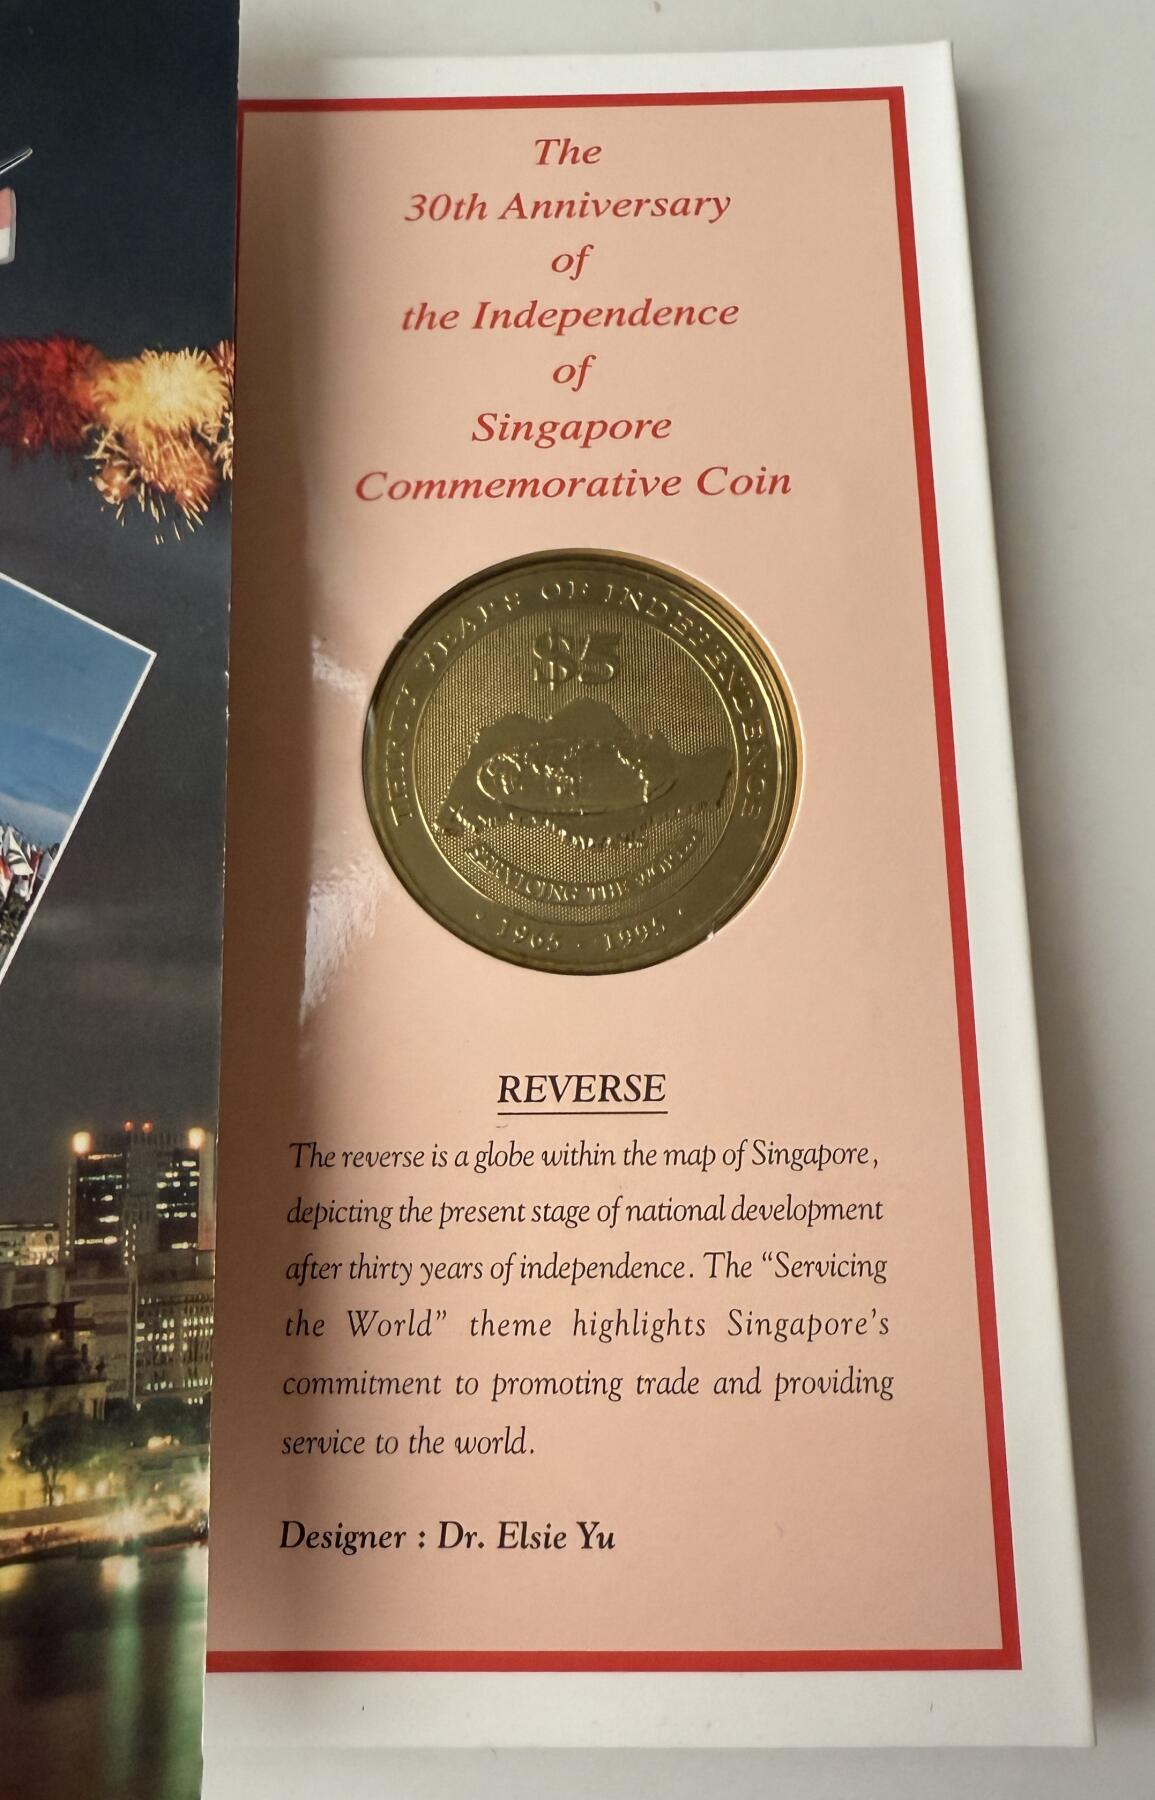 The
30th Anniversary
of
the Independence
of
Singapore
Commemorative Coin
THIRTY YEARS OF INDEPENDENCE
$5
SERVICING THE WORLD
· 1965 · 1995 ·
REVERSE
The reverse is a globe within the map of Singapore,
depicting the present stage of national development
after thirty years of independence. The “Servicing
the World” theme highlights Singapore’s
commitment to promoting trade and providing
service to the world.
Designer : Dr. Elsie Yu